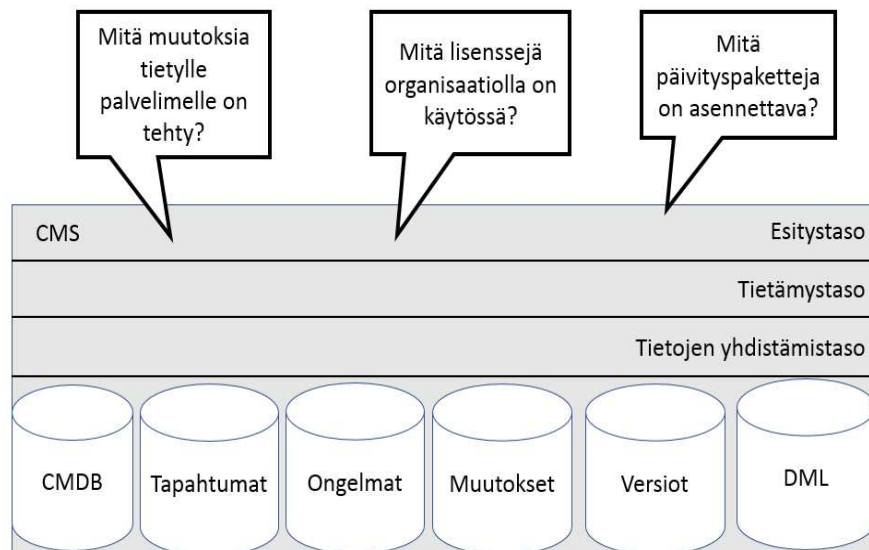 Mitä muutoksia
tietylle
palvelimelle on
tehty?
Mitä lisenssejä
organisaatiolla on
käytössä?
Mitä
päivityspaketteja
on asennettava?
CMS
Esitystaso
Tietämystaso
Tietojen yhdistämistaso
CMDB
Tapahtumat
Ongelmat
Muutokset
Versiot
DML